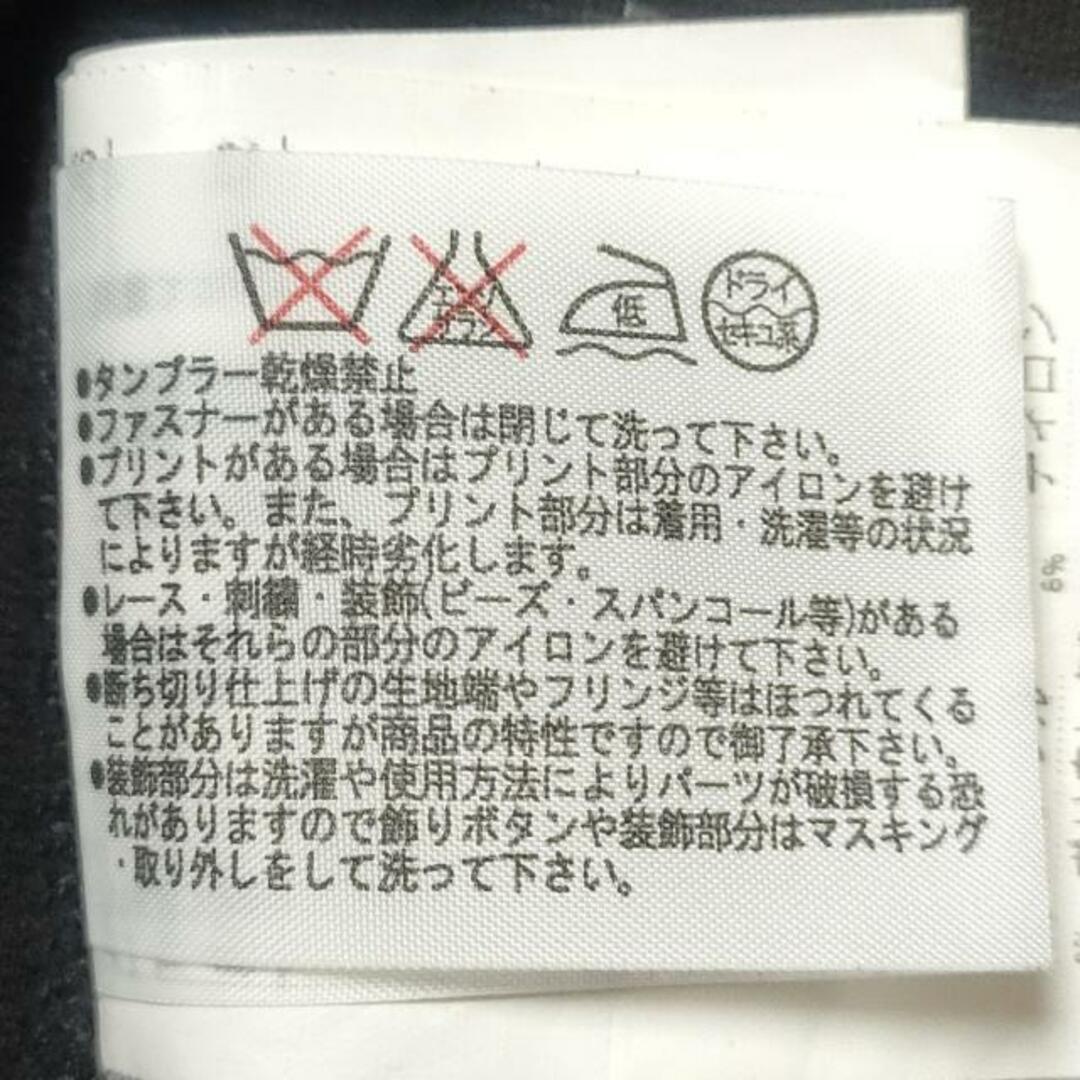 低
ドライ
セキユ系
●タンブラー乾燥禁止
●ファスナーがある場合は閉じて洗って下さい。
●プリントがある場合はプリント部分のアイロンを避け
て下さい。また、プリント部分は着用・洗濯等の状況
によりますが経時劣化します。
●レース・刺繍・装飾(ビーズ・スパンコール等)がある
場合はそれらの部分のアイロンを避けて下さい。
●断ち切り仕上げの生地端やフリンジ等はほつれてくる
ことがありますが商品の特性ですので御了承下さい。
●装飾部分は洗濯や使用方法によりパーツが破損する恐
れがありますので飾りボタンや装飾部分はマスキング
・取り外しをして洗って下さい。
6%